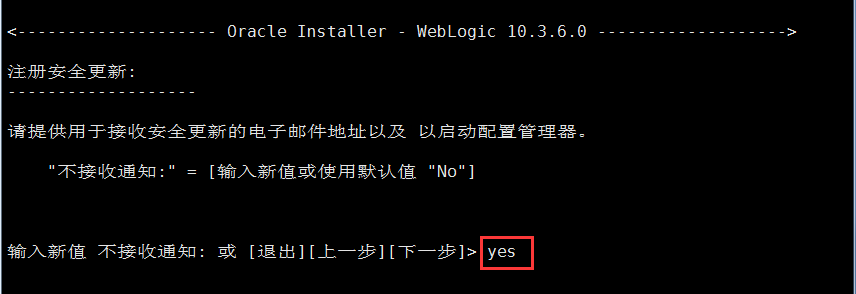 <-------------------- Oracle Installer - WebLogic 10.3.6.0 ------------------->
注册安全更新:
-------------------
请提供用于接收安全更新的电子邮件地址以及 以启动配置管理器。
"不接收通知:" = [输入新值或使用默认值 "No"]
输入新值 不接收通知: 或 [退出][上一步][下一步]> yes